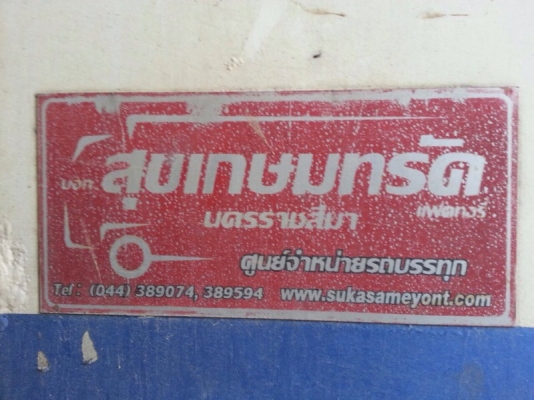 บจก. สุขเกษมทรัค แฟคทอรี่
นครราชสีมา
ศูนย์จำหน่ายรถบรรทุก
Tel : (044) 389074, 389594 www.sukasameyont.com